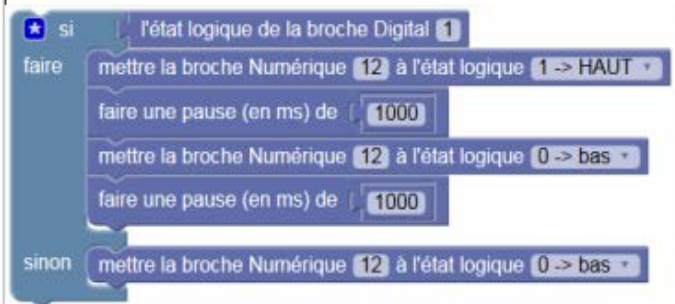 si l'état logique de la broche Digital 1
faire mettre la broche Numérique 12 à l'état logique 1 -> HAUT
faire une pause (en ms) de 1000
mettre la broche Numérique 12 à l'état logique 0 -> bas
faire une pause (en ms) de 1000
sinon mettre la broche Numérique 12 à l'état logique 0 -> bas